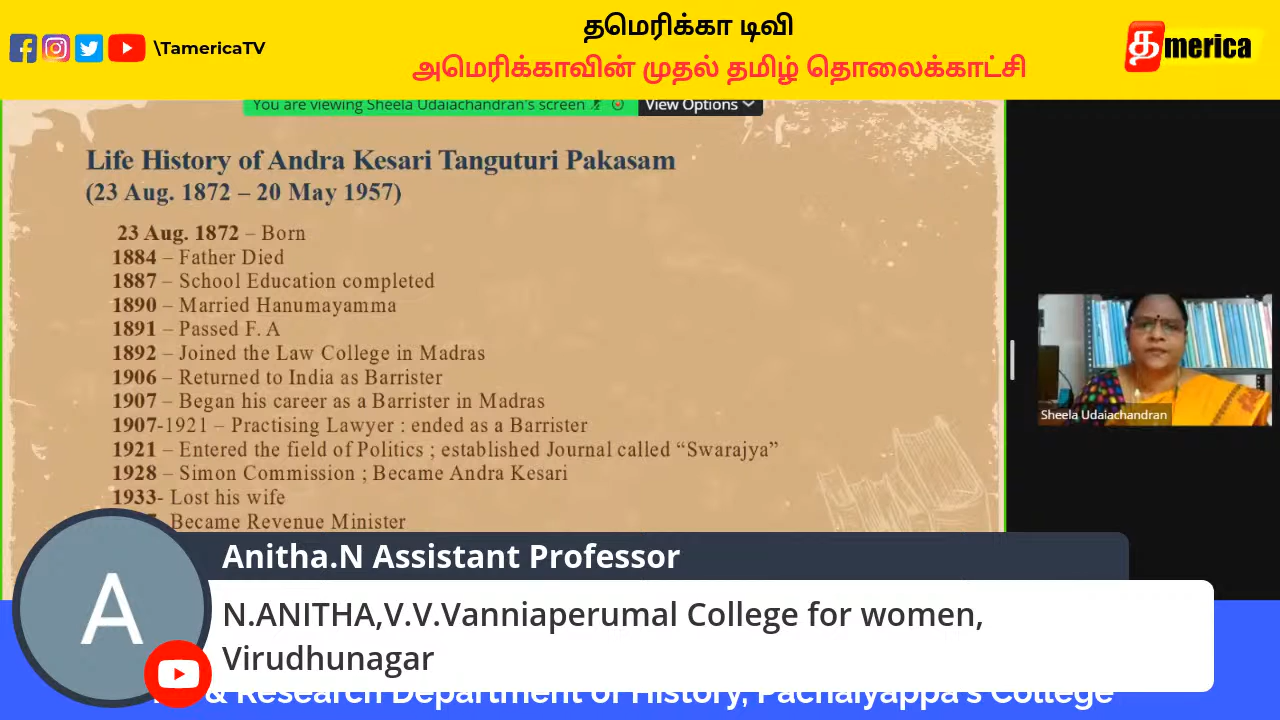 \TamericaTV
தமெரிக்கா டிவி
அமெரிக்காவின் முதல் தமிழ் தொலைக்காட்சி
தmerica
You are viewing Sheela Udaiachandran's screen
View Options
Life History of Andra Kesari Tanguturi Pakasam
(23 Aug. 1872 – 20 May 1957)
23 Aug. 1872 – Born
1884 – Father Died
1887 – School Education completed
1890 – Married Hanumayamma
1891 – Passed F. A
1892 – Joined the Law College in Madras
1906 – Returned to India as Barrister
1907 – Began his career as a Barrister in Madras
1907-1921 – Practising Lawyer : ended as a Barrister
1921 – Entered the field of Politics ; established Journal called “Swarajya”
1928 – Simon Commission ; Became Andra Kesari
1933- Lost his wife
Became Revenue Minister
Sheela Udaiachandran
A
Anitha.N Assistant Professor
N.ANITHA,V.V.Vanniaperumal College for women,
Virudhunagar
& Research Department of History, Pachaiyappa's College